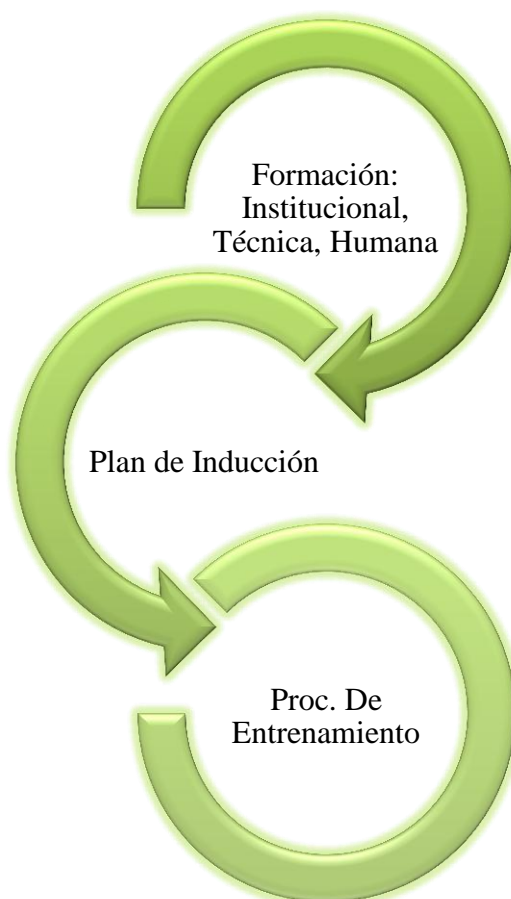 Formación:
Institucional,
Técnica, Humana
Plan de Inducción
Proc. De
Entrenamiento